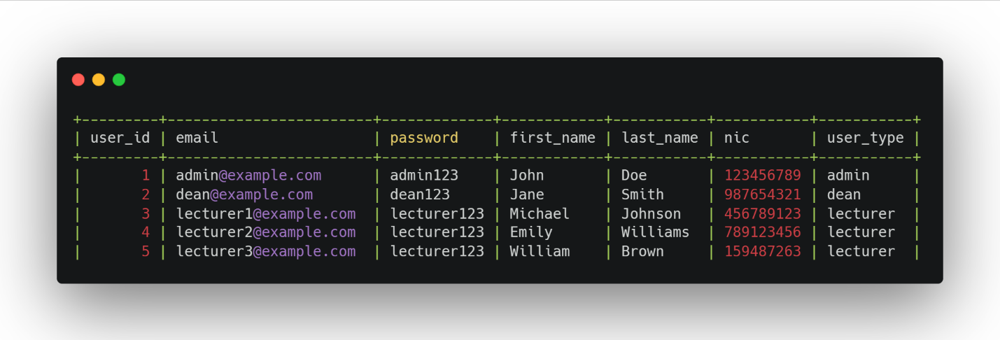 +---------+------------------------+-------------+------------+-----------+-----------+-----------+
| user_id | email                  | password    | first_name | last_name | nic       | user_type |
+---------+------------------------+-------------+------------+-----------+-----------+-----------+
|       1 | admin@example.com      | admin123    | John       | Doe       | 123456789 | admin     |
|       2 | dean@example.com       | dean123     | Jane       | Smith     | 987654321 | dean      |
|       3 | lecturer1@example.com  | lecturer123 | Michael    | Johnson   | 456789123 | lecturer  |
|       4 | lecturer2@example.com  | lecturer123 | Emily      | Williams  | 789123456 | lecturer  |
|       5 | lecturer3@example.com  | lecturer123 | William    | Brown     | 159487263 | lecturer  |